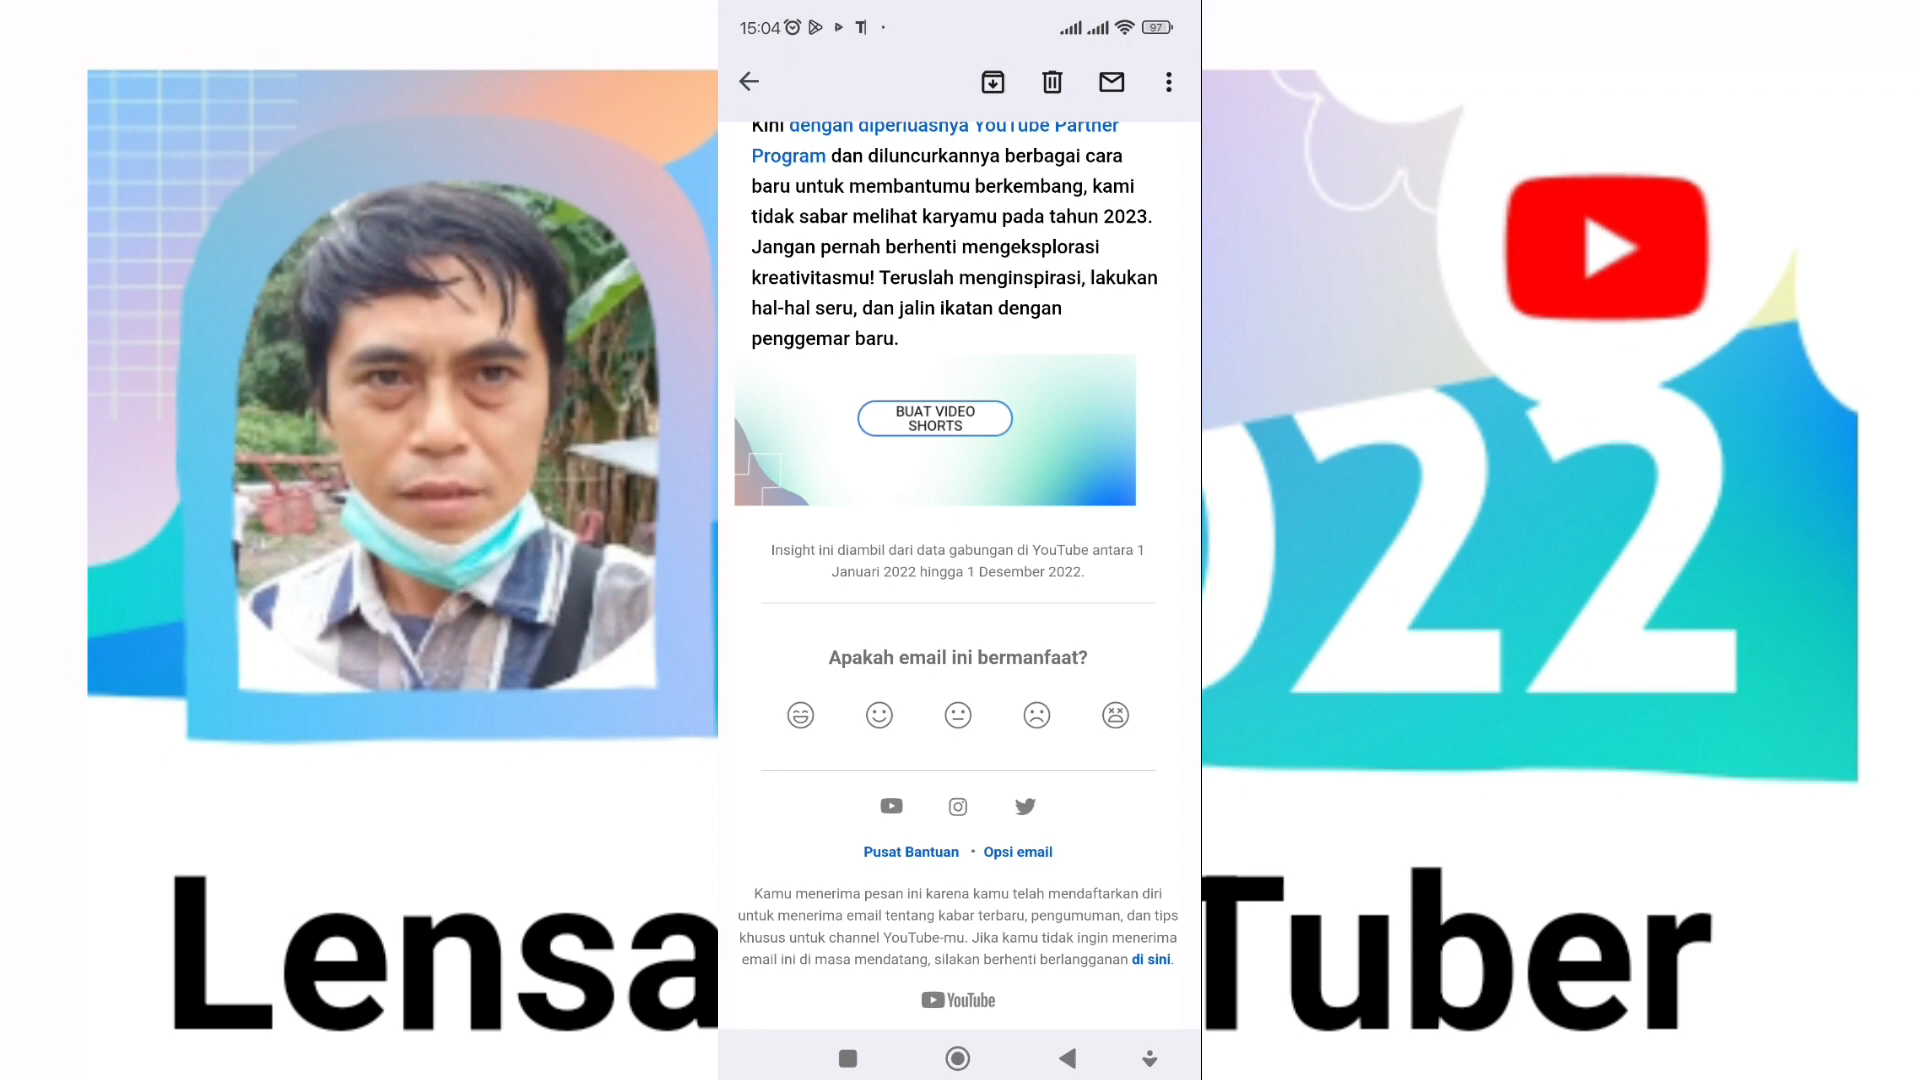 15:04
97
Kini dengan diperluasnya YouTube Partner
Program dan diluncurkannya berbagai cara
baru untuk membantumu berkembang, kami
tidak sabar melihat karyamu pada tahun 2023.
Jangan pernah berhenti mengeksplorasi
kreativitasmu! Teruslah menginspirasi, lakukan
hal-hal seru, dan jalin ikatan dengan
penggemar baru.
BUAT VIDEO
SHORTS
Insight ini diambil dari data gabungan di YouTube antara 1
Januari 2022 hingga 1 Desember 2022.
Apakah email ini bermanfaat?
Pusat Bantuan • Opsi email
Kamu menerima pesan ini karena kamu telah mendaftarkan diri
untuk menerima email tentang kabar terbaru, pengumuman, dan tips
khusus untuk channel YouTube-mu. Jika kamu tidak ingin menerima
email ini di masa mendatang, silakan berhenti berlangganan di sini.
YouTube
022
Lensa
Tuber